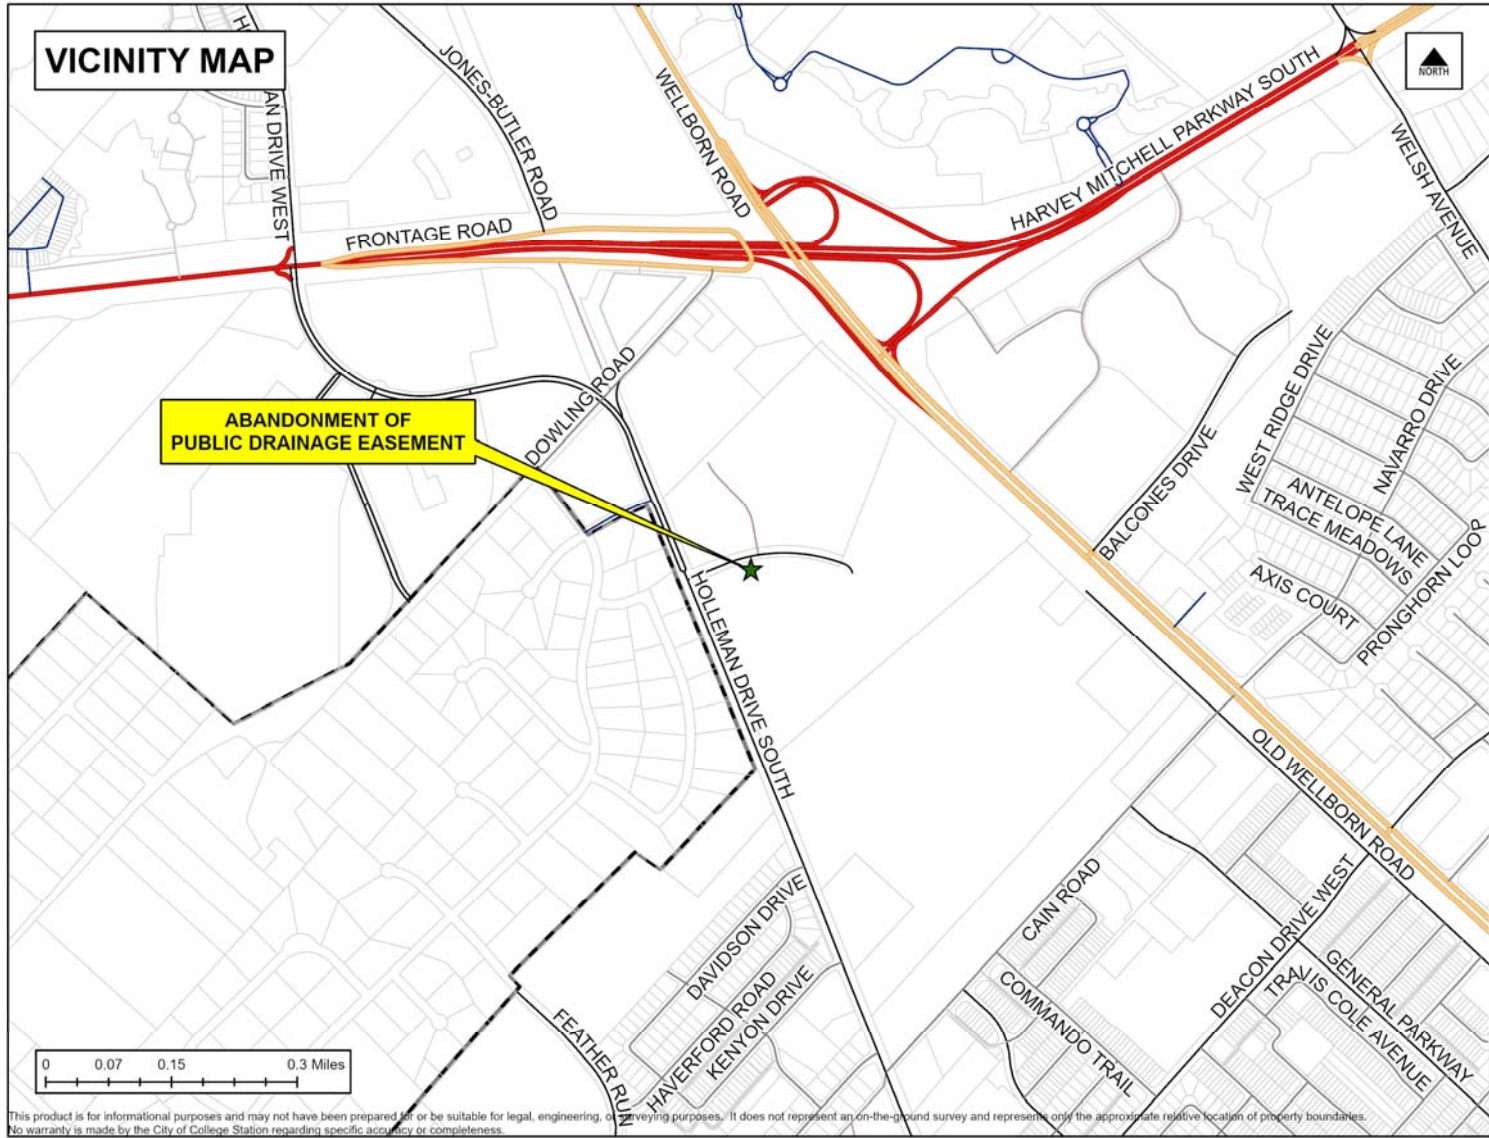 VICINITY MAP
NORTH
JONES-BUTLER ROAD
WELLBORN ROAD
HARVEY MITCHELL PARKWAY SOUTH
WELSH AVENUE
AN DRIVE WEST
FRONTAGE ROAD
DOWLING ROAD
ABANDONMENT OF
PUBLIC DRAINAGE EASEMENT
WEST RIDGE DRIVE
NAVARRO DRIVE
BALCONES DRIVE
ANTELOPE LANE
TRACE MEADOWS
AXIS COURT
PRONGHORN LOOP
HOLLEMAN DRIVE SOUTH
OLD WELLBORN ROAD
DAVIDSON DRIVE
HAVERFORD ROAD
KENYON DRIVE
FEATHER RUN
CAIN ROAD
COMMANDO TRAIL
DEACON DRIVE WEST
GENERAL PARKWAY
TRAVIS COLE AVENUE
0 0.07 0.15 0.3 Miles
This product is for informational purposes and may not have been prepared for or be suitable for legal, engineering, or surveying purposes. It does not represent an on-the-ground survey and represents only the approximate relative location of property boundaries.
No warranty is made by the City of College Station regarding specific accuracy or completeness.